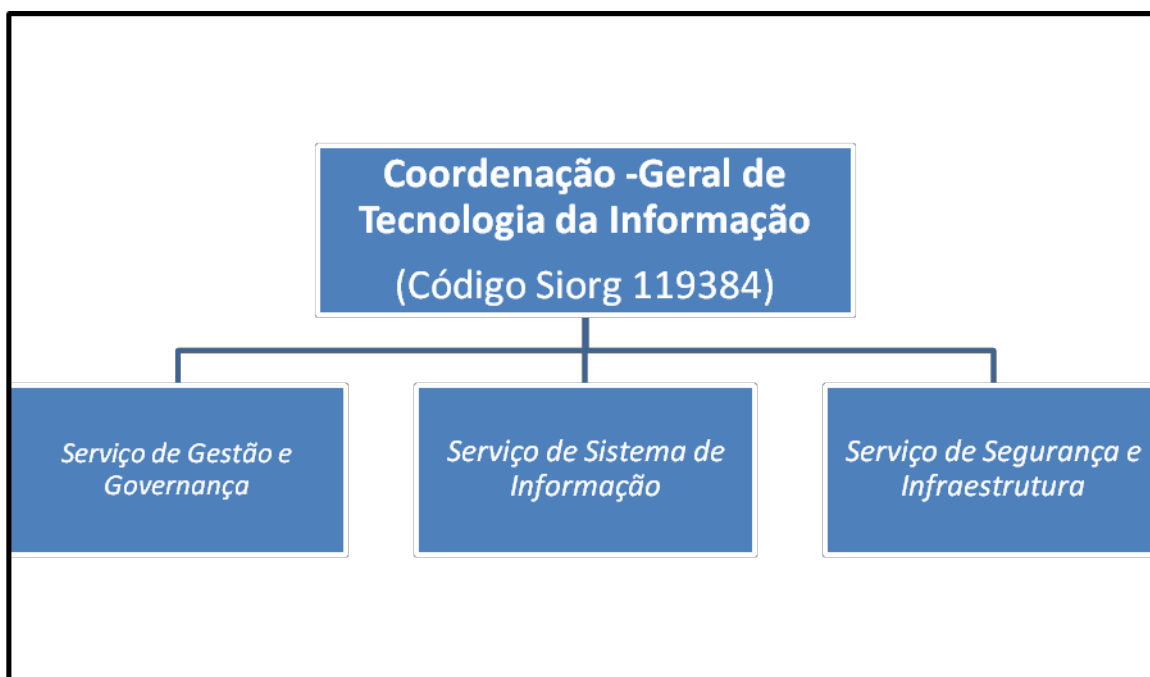 Coordenação -Geral de
Tecnologia da Informação
(Código Siorg 119384)
Serviço de Gestão e
Governança
Serviço de Sistema de
Informação
Serviço de Segurança e
Infraestrutura